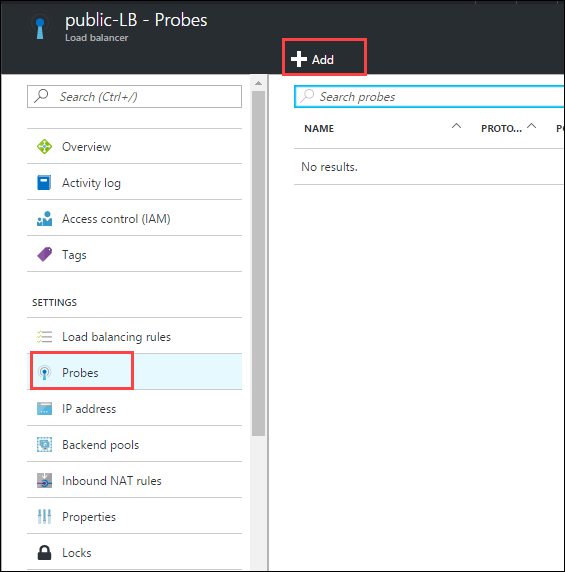 public-LB - Probes
Load balancer
Add
Search (Ctrl+/)
Overview
Activity log
Access control (IAM)
Tags
SETTINGS
Load balancing rules
Probes
IP address
Backend pools
Inbound NAT rules
Properties
Locks
Search probes
NAME PROTO...
No results.